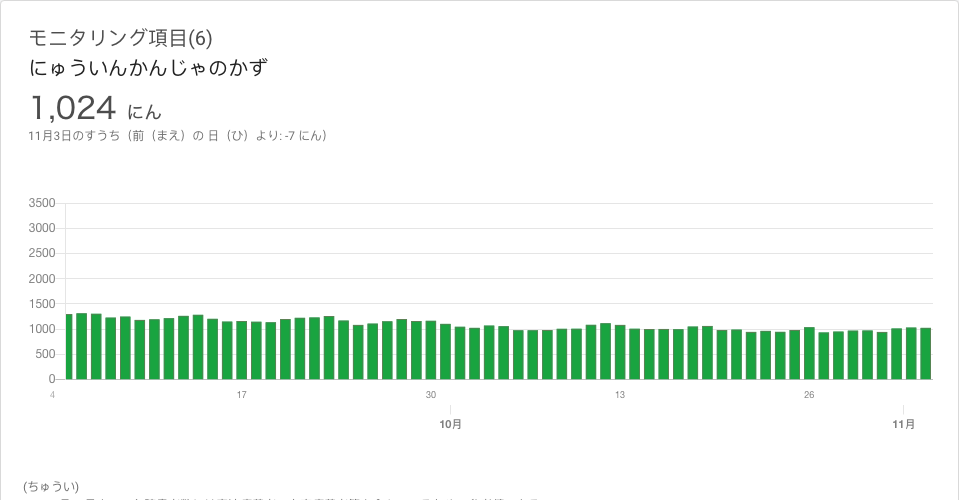 モニタリング項目(6)
にゅういんかんじゃのかず
1,024 にん
11月3日のすうち（前（まえ）の 日（ひ）より: -7 にん）
3500
3000
2500
2000
1500
1000
500
0
4 17 30 13 26
10月 11月
(ちゅうい)